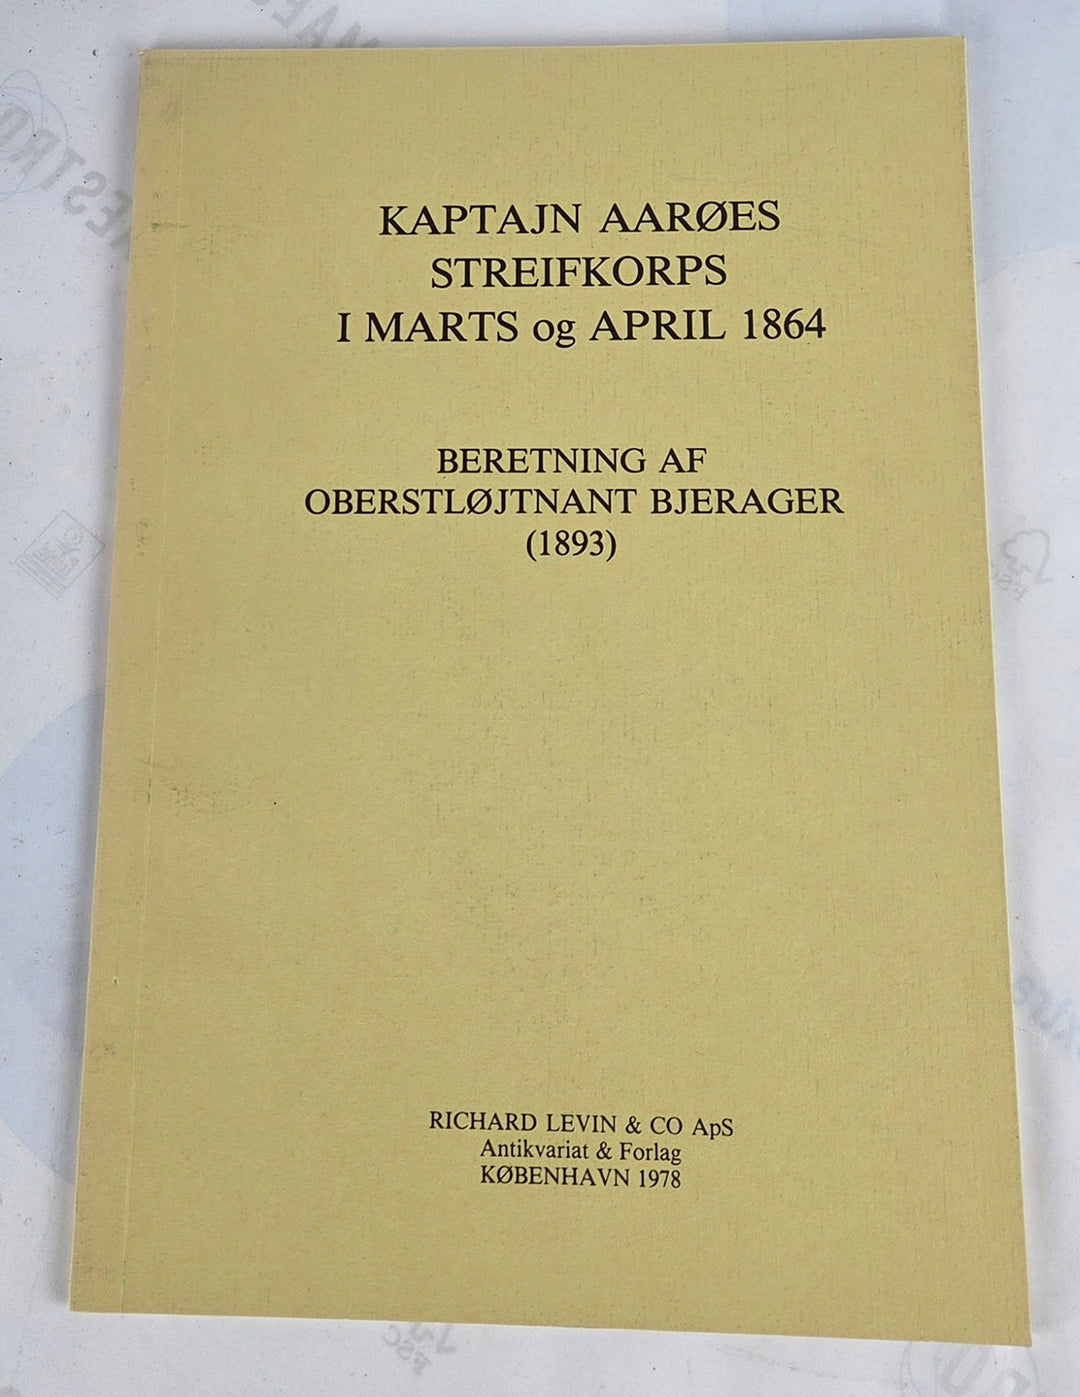 KAPTAJN AARØES
STREIFKORPS
I MARTS og APRIL 1864
BERETNING AF
OBERSTLØJTNANT BJERAGER
(1893)
RICHARD LEVIN & CO ApS
Antikvariat & Forlag
KØBENHAVN 1978